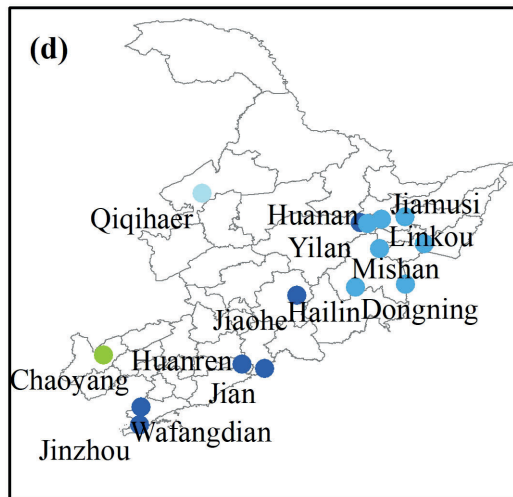 (d)
Qiqihaer
Huanan
Jiamusi
Yilan
Linkou
Mishan
Jiaohe
Hailin
Dongning
Chaoyang
Huanren
Jian
Wafangdian
Jinzhou